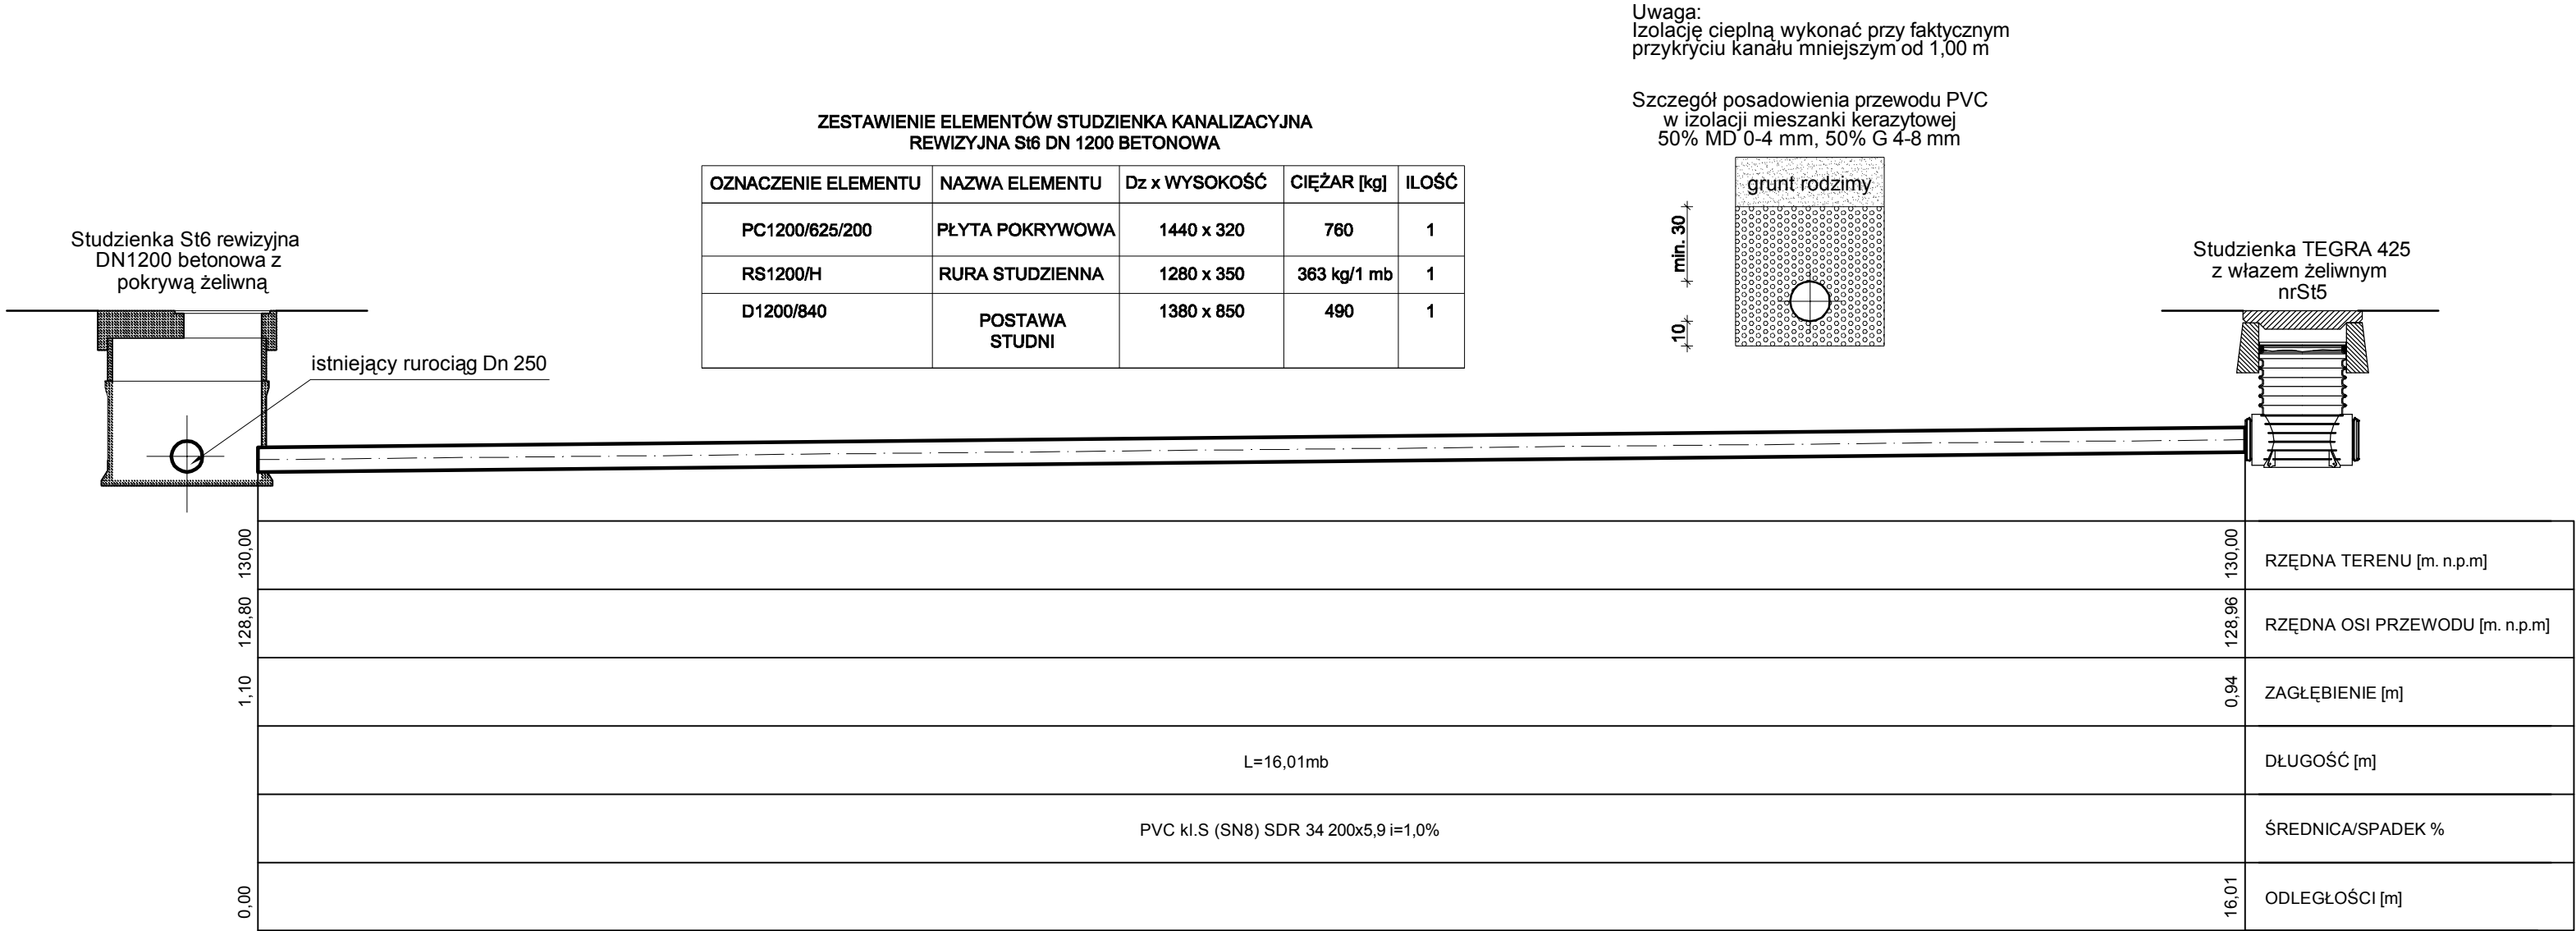 Uwaga:
Izolację cieplną wykonać przy faktycznym
przykryciu kanału mniejszym od 1,00 m
Szczegół posadowienia przewodu PVC
w izolacji mieszanki kerazytowej
50% MD 0-4 mm, 50% G 4-8 mm
grunt rodzimy
min. 30
10
ZESTAWIENIE ELEMENTÓW STUDZIENKA KANALIZACYJNA
REWIZYJNA St6 DN 1200 BETONOWA
OZNACZENIE ELEMENTU NAZWA ELEMENTU Dz x WYSOKOŚĆ CIĘŻAR [kg] ILOŚĆ
PC1200/625/200 PŁYTA POKRYWOWA 1440 x 320 760 1
RS1200/H RURA STUDZIENNA 1280 x 350 363 kg/1 mb 1
D1200/840 POSTAWA 1380 x 850 490 1
STUDNI
Studzienka St6 rewizyjna
DN1200 betonowa z
pokrywą żeliwną
istniejący rurociąg Dn 250
Studzienka TEGRA 425
z włazem żeliwnym
nrSt5
130,00 130,00 RZĘDNA TERENU [m. n.p.m]
128,80 128,96 RZĘDNA OSI PRZEWODU [m. n.p.m]
1,10 0,94 ZAGŁĘBIENIE [m]
L=16,01mb DŁUGOŚĆ [m]
PVC kl.S (SN8) SDR 34 200x5,9 i=1,0% ŚREDNICA/SPADEK %
0,00 16,01 ODLEGŁOŚCI [m]